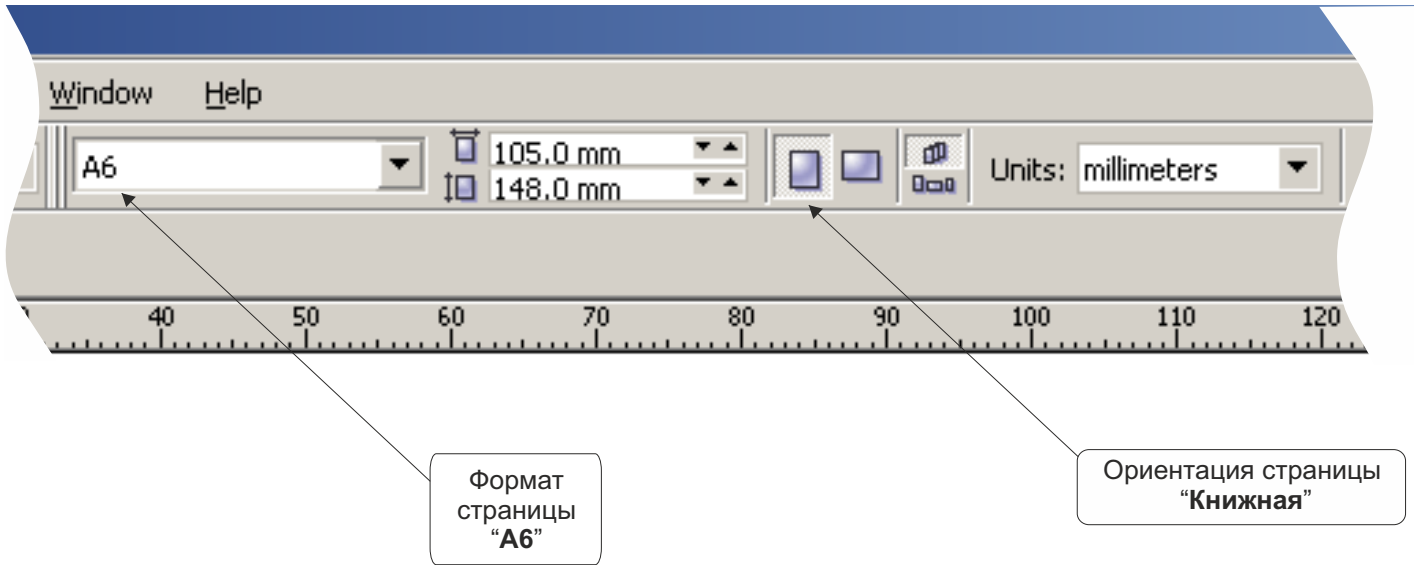 Window Help
A6 105.0 mm
148.0 mm
Units: millimeters
40 50 60 70 80 90 100 110 120
Формат
страницы
“А6”
Ориентация страницы
“Книжная”